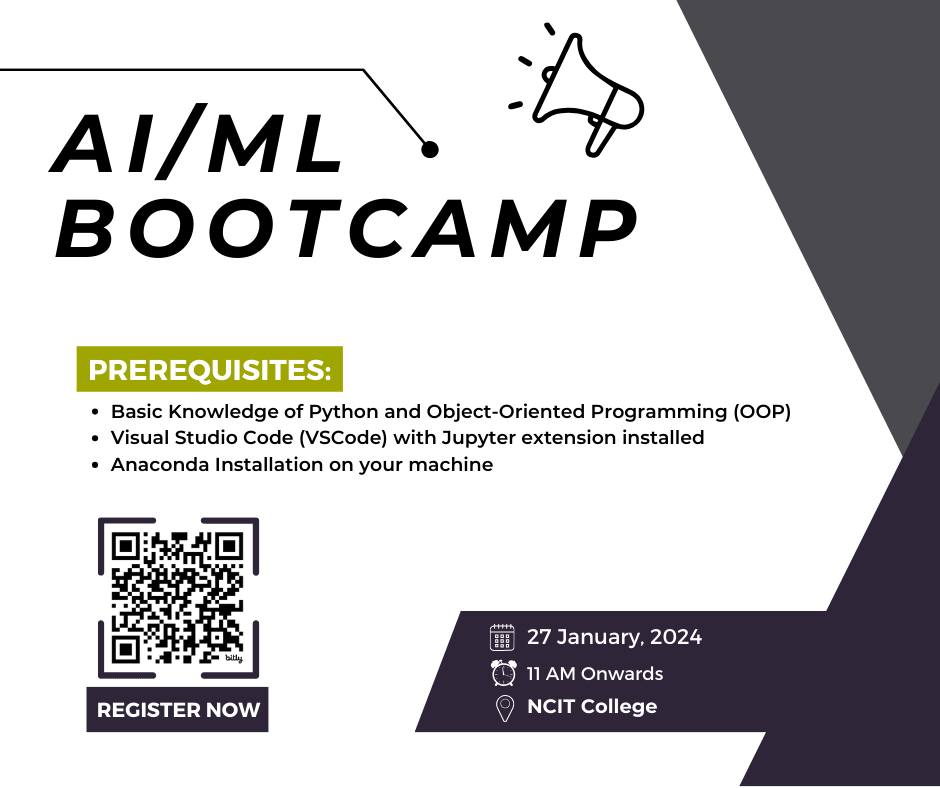 AI/ML
BOOTCAMP
PREREQUISITES:
• Basic Knowledge of Python and Object-Oriented Programming (OOP)
• Visual Studio Code (VSCode) with Jupyter extension installed
• Anaconda Installation on your machine
bitly
REGISTER NOW
27 January, 2024
11 AM Onwards
NCIT College